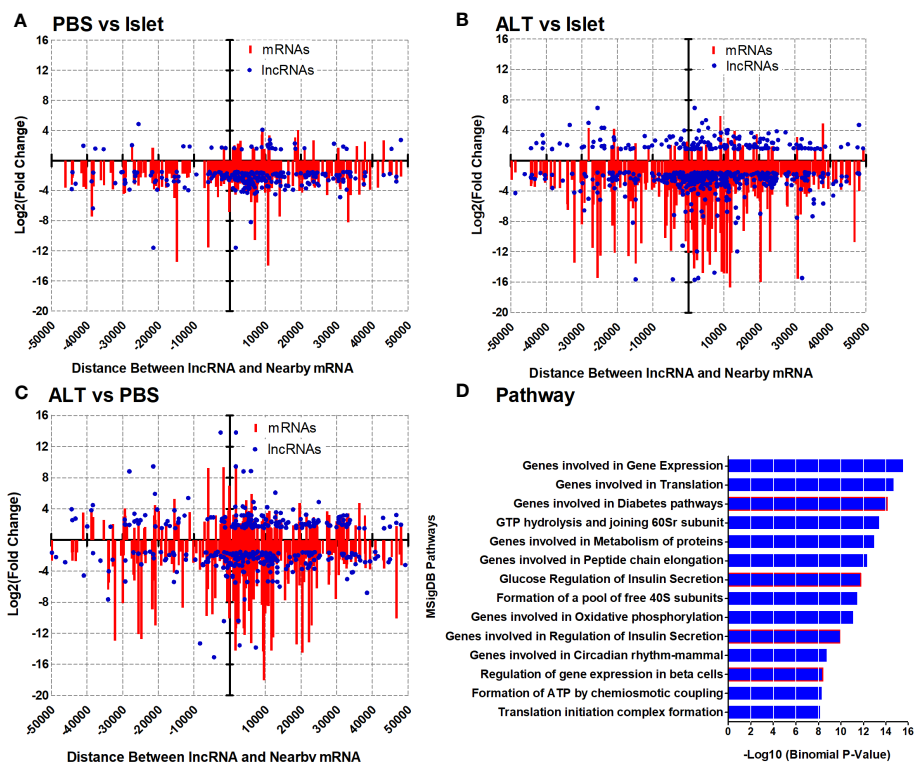 A PBS vs Islet
mRNAs
lncRNAs
16
12
8
4
0
-4
-8
-12
-16
-20
Log2(Fold Change)
-50000 -40000 -30000 -20000 -10000 10000 20000 30000 40000 50000
Distance Between lncRNA and Nearby mRNA
B ALT vs Islet
mRNAs
lncRNAs
16
12
8
4
0
-4
-8
-12
-16
-20
Log2(Fold Change)
-50000 -40000 -30000 -20000 -10000 10000 20000 30000 40000 50000
Distance Between lncRNA and Nearby mRNA
C ALT vs PBS
mRNAs
lncRNAs
16
12
8
4
0
-4
-8
-12
-16
-20
Log2(Fold Change)
-50000 -40000 -30000 -20000 -10000 10000 20000 30000 40000 50000
Distance Between lncRNA and Nearby mRNA
D Pathway
MSigDB Pathways
Genes involved in Gene Expression
Genes involved in Translation
Genes involved in Diabetes pathways
GTP hydrolysis and joining 60Sr subunit
Genes involved in Metabolism of proteins
Genes involved in Peptide chain elongation
Glucose Regulation of Insulin Secretion
Formation of a pool of free 40S subunits
Genes involved in Oxidative phosphorylation
Genes involved in Regulation of Insulin Secretion
Genes involved in Circadian rhythm-mammal
Regulation of gene expression in beta cells
Formation of ATP by chemiosmotic coupling
Translation initiation complex formation
0 2 4 6 8 10 12 14 16
-Log10 (Binomial P-Value)